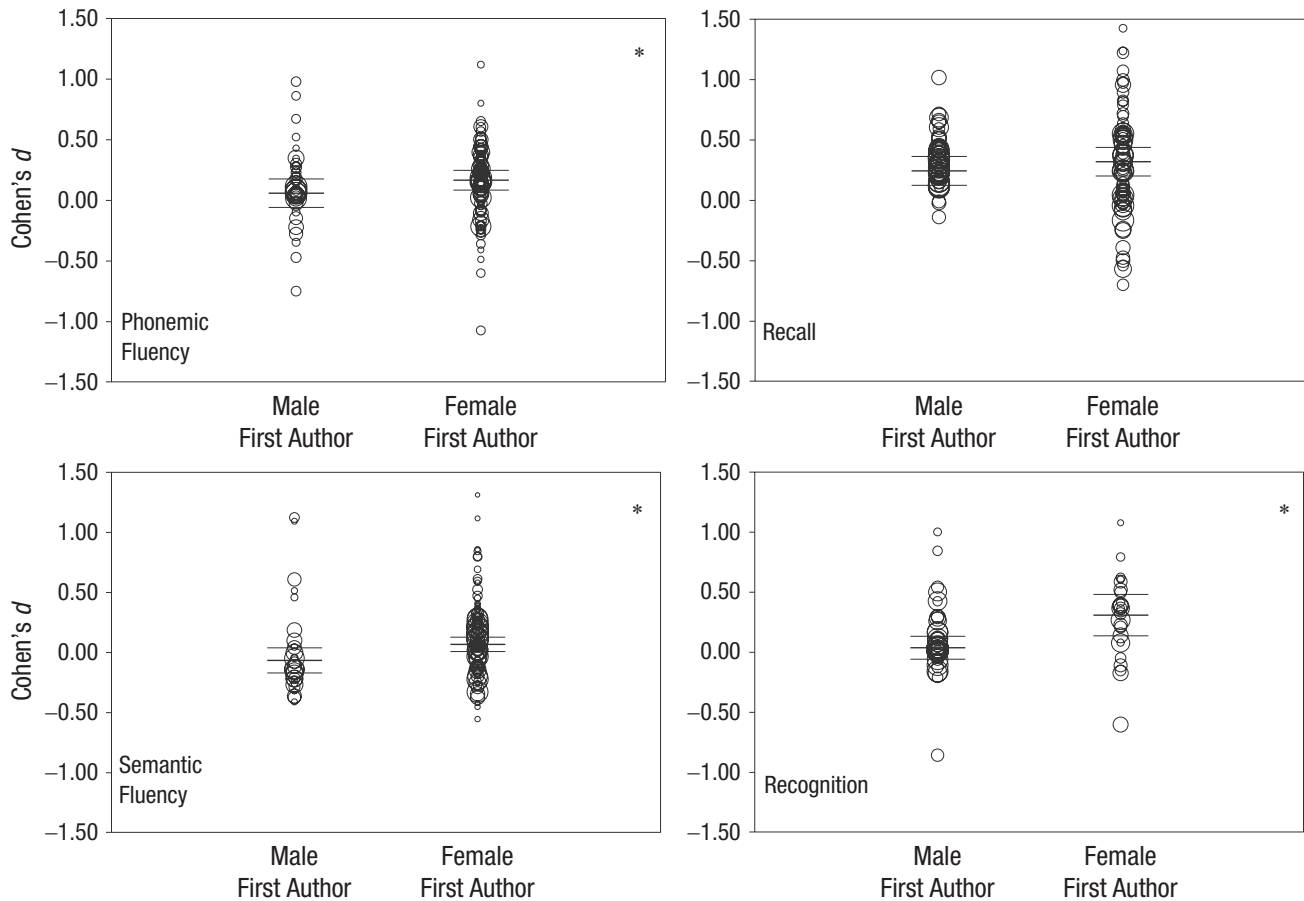 1.50
1.00
0.50
0.00
−0.50
−1.00
−1.50
Cohen's d
*
Phonemic
Fluency
Male
First Author
Female
First Author
1.50
1.00
0.50
0.00
−0.50
−1.00
−1.50
Recall
Male
First Author
Female
First Author
1.50
1.00
0.50
0.00
−0.50
−1.00
−1.50
Cohen's d
*
Semantic
Fluency
Male
First Author
Female
First Author
1.50
1.00
0.50
0.00
−0.50
−1.00
−1.50
*
Recognition
Male
First Author
Female
First Author